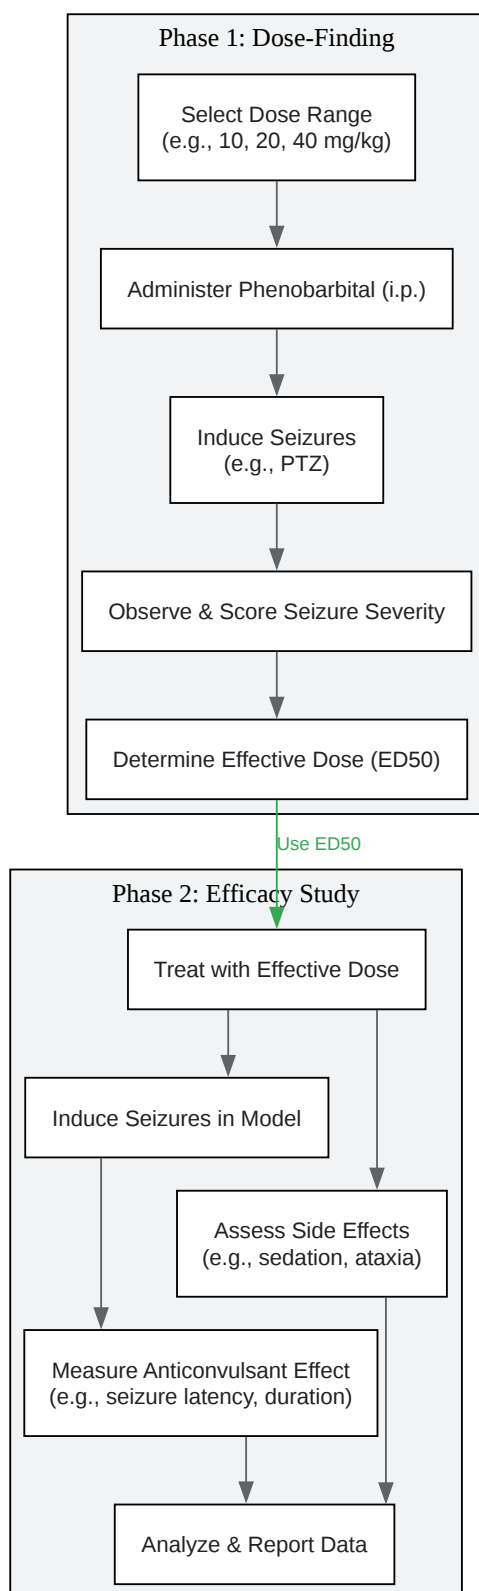 Phase 1: Dose-Finding
Select Dose Range
(e.g., 10, 20, 40 mg/kg)
Administer Phenobarbital (i.p.)
Induce Seizures
(e.g., PTZ)
Observe & Score Seizure Severity
Determine Effective Dose (ED50)
Use ED50
Phase 2: Efficacy Study
Treat with Effective Dose
Induce Seizures in Model
Assess Side Effects
(e.g., sedation, ataxia)
Measure Anticonvulsant Effect
(e.g., seizure latency, duration)
Analyze & Report Data